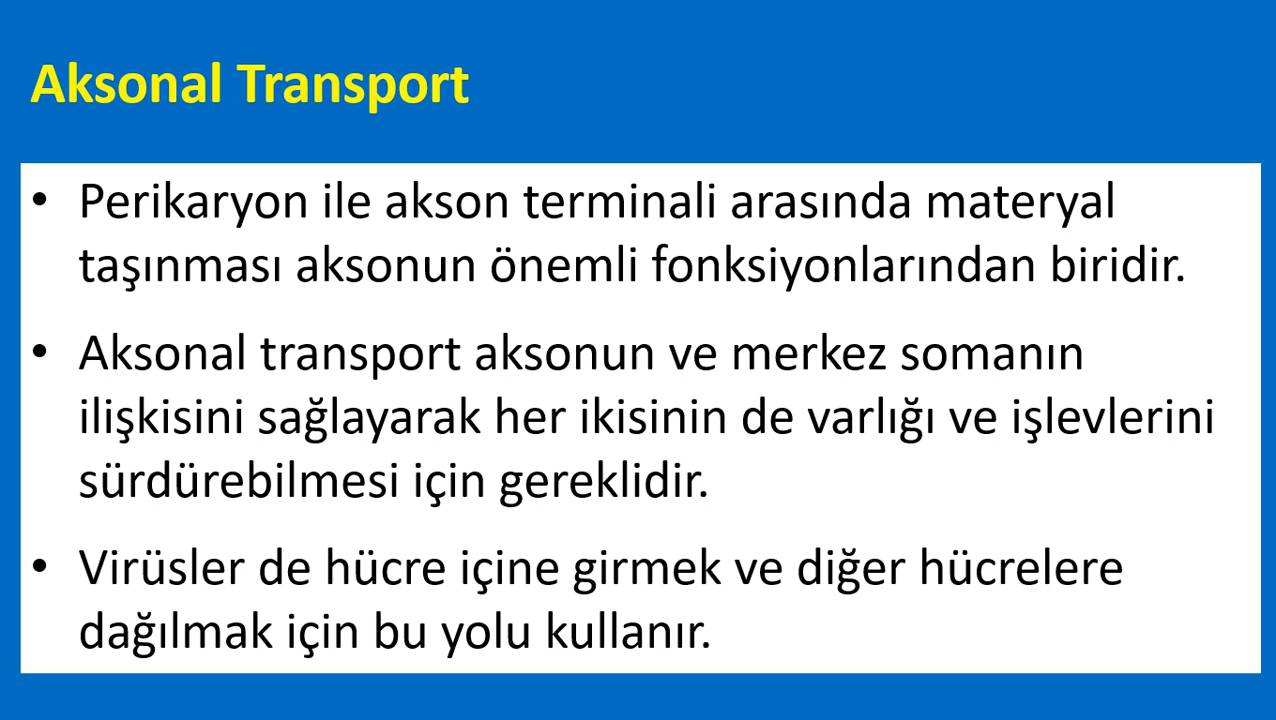 Aksonal Transport
• Perikaryon ile akson terminali arasında materyal
taşınması aksonun önemli fonksiyonlarından biridir.
• Aksonal transport aksonun ve merkez somanın
ilişkisini sağlayarak her ikisinin de varlığı ve işlevlerini
sürdürebilmesi için gereklidir.
• Virüsler de hücre içine girmek ve diğer hücrelere
dağılmak için bu yolu kullanır.